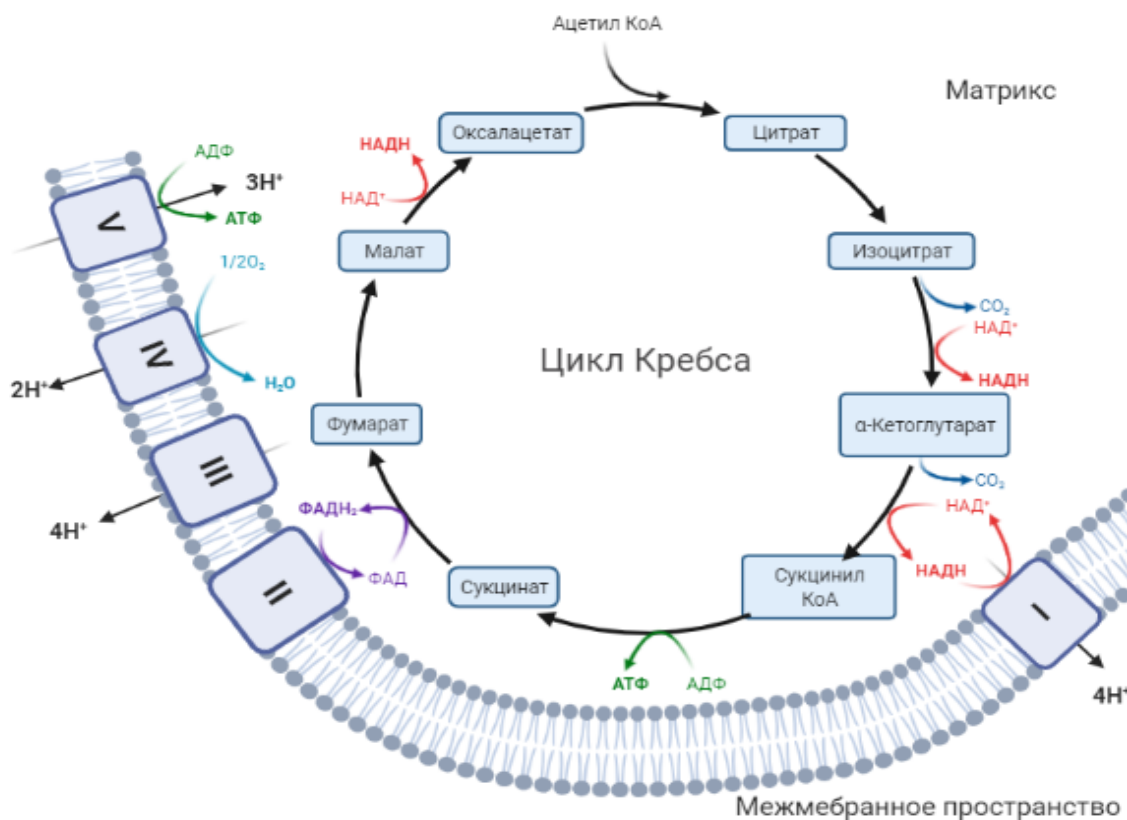 Ацетил КоА
Матрикс
Оксалацетат
Цитрат
НАДН
НАД⁺
АДФ
3H⁺
АТФ
V
Малат
Изоцитрат
1/2O₂
CO₂
НАД⁺
НАДН
IV
2H⁺
H₂O
Цикл Кребса
Фумарат
α-Кетоглутарат
III
4H⁺
CO₂
НАД⁺
НАДН
ФАДН₂
ФАД
II
Сукцинат
Сукцинил
КоА
I
АТФ
АДФ
4H⁺
Межмебранное пространство